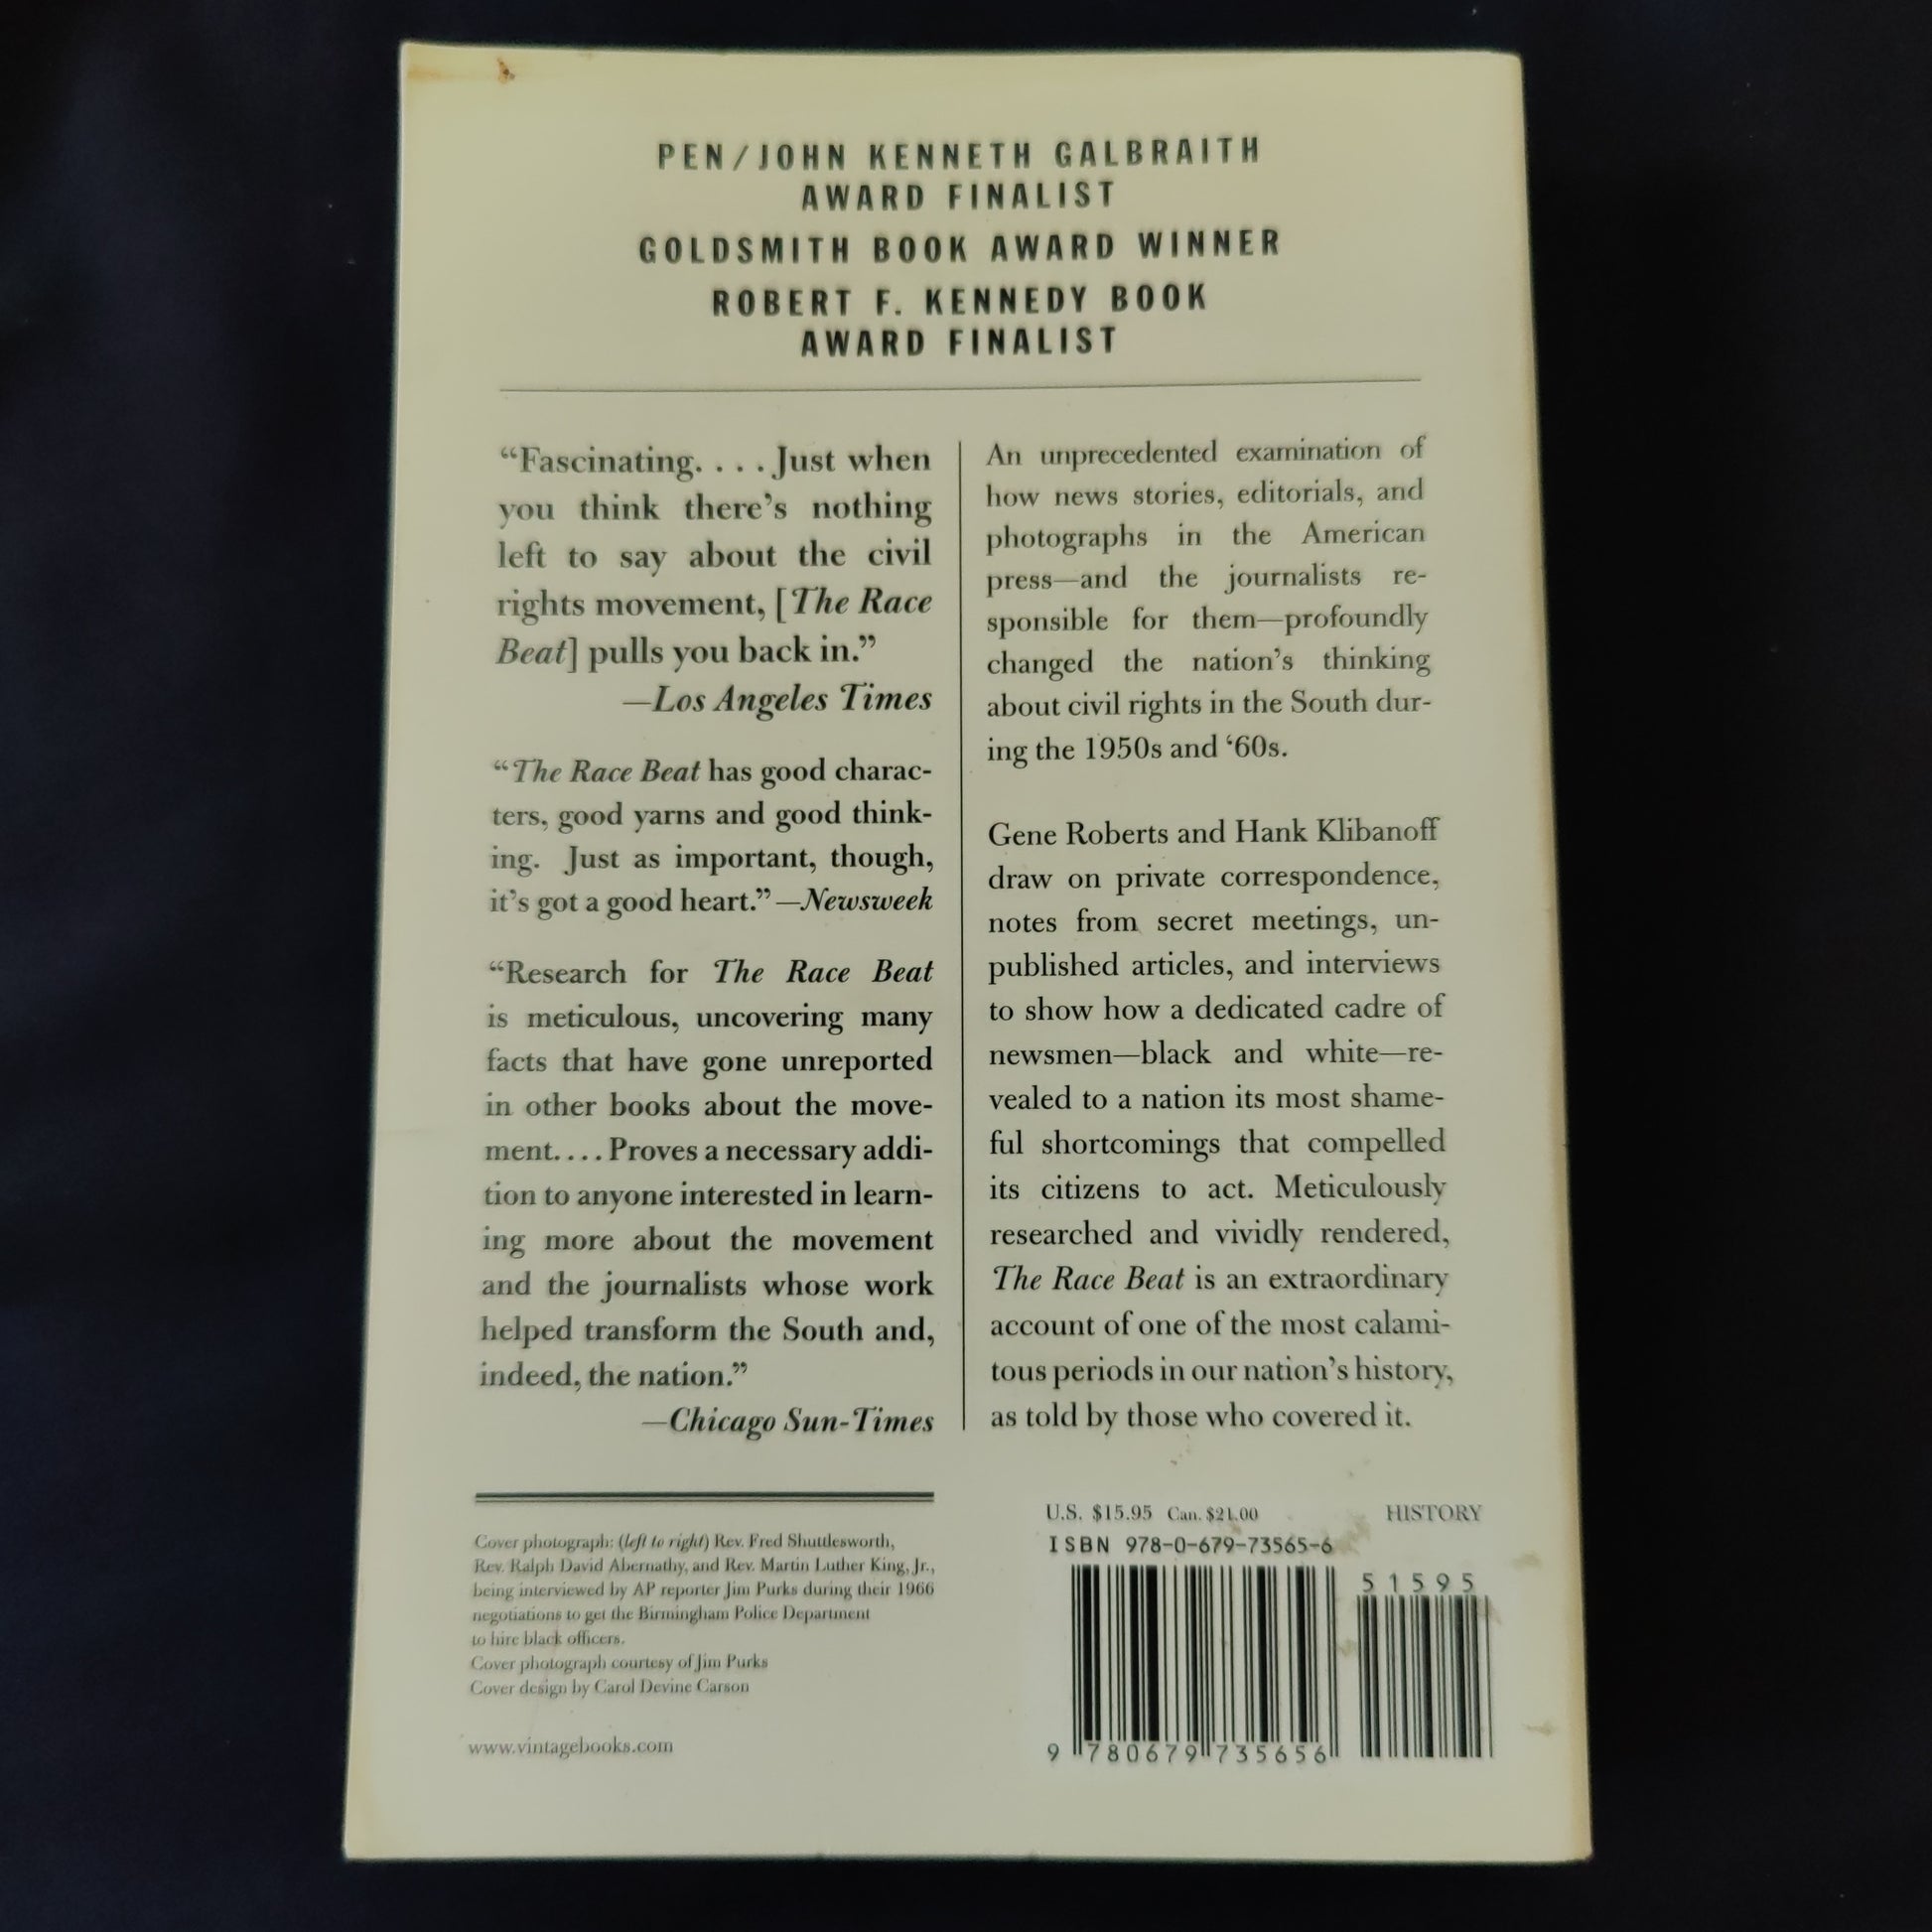 PEN/JOHN KENNETH GALBRAITH
AWARD FINALIST
GOLDSMITH BOOK AWARD WINNER
ROBERT F. KENNEDY BOOK
AWARD FINALIST
“Fascinating. . . . Just when
you think there’s nothing
left to say about the civil
rights movement, [The Race
Beat] pulls you back in.”
—Los Angeles Times
“The Race Beat has good charac-
ters, good yarns and good think-
ing. Just as important, though,
it’s got a good heart.”—Newsweek
“Research for The Race Beat
is meticulous, uncovering many
facts that have gone unreported
in other books about the move-
ment. . . . Proves a necessary addi-
tion to anyone interested in learn-
ing more about the movement
and the journalists whose work
helped transform the South and,
indeed, the nation.”
—Chicago Sun-Times
An unprecedented examination of
how news stories, editorials, and
photographs in the American
press—and the journalists re-
sponsible for them—profoundly
changed the nation’s thinking
about civil rights in the South dur-
ing the 1950s and ‘60s.
Gene Roberts and Hank Klibanoff
draw on private correspondence,
notes from secret meetings, un-
published articles, and interviews
to show how a dedicated cadre of
newsmen—black and white—re-
vealed to a nation its most shame-
ful shortcomings that compelled
its citizens to act. Meticulously
researched and vividly rendered,
The Race Beat is an extraordinary
account of one of the most calami-
tous periods in our nation’s history,
as told by those who covered it.
Cover photograph: (left to right) Rev. Fred Shuttlesworth,
Rev. Ralph David Abernathy, and Rev. Martin Luther King, Jr.,
being interviewed by AP reporter Jim Purks during their 1966
negotiations to get the Birmingham Police Department
to hire black officers.
Cover photograph courtesy of Jim Purks
Cover design by Carol Devine Carson
www.vintagebooks.com
U.S. $15.95 Can. $21.00 HISTORY
ISBN 978-0-679-73565-6
51595
9 780679 735656